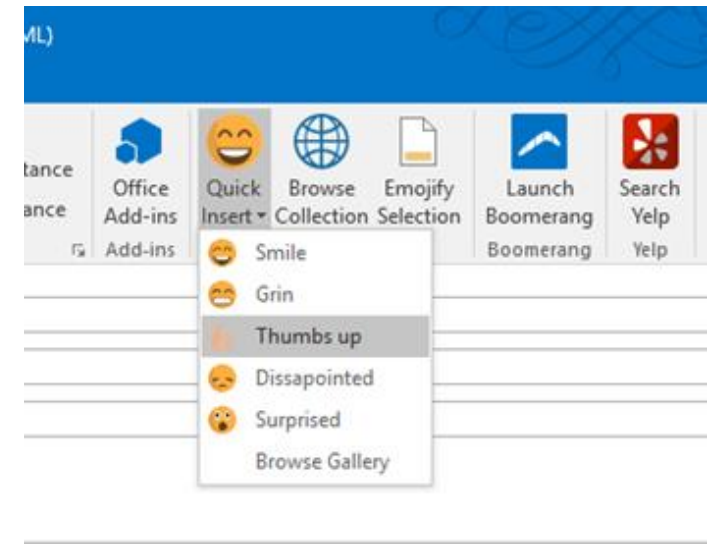 ML)
tance
ance
Office
Add-ins
Add-ins
Quick
Insert
Browse
Collection
Emojify
Selection
Launch
Boomerang
Boomerang
Search
Yelp
Yelp
Smile
Grin
Thumbs up
Dissapointed
Surprised
Browse Gallery